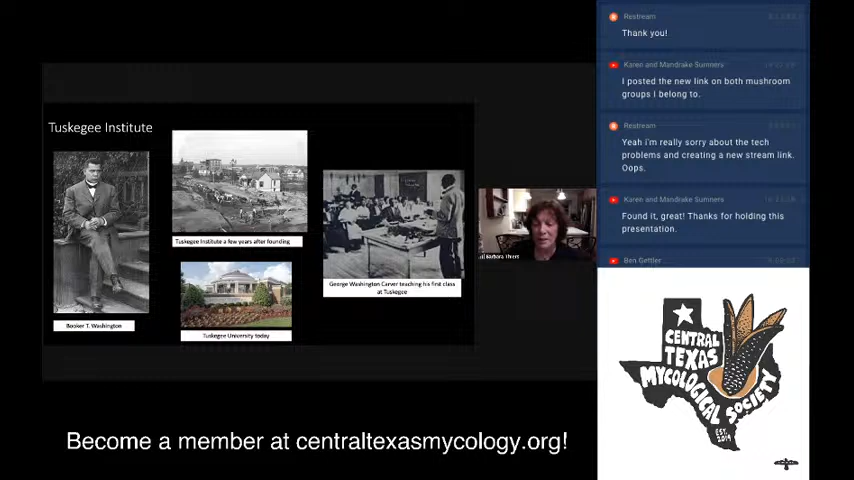 Tuskegee Institute
Booker T. Washington
Tuskegee Institute a few years after founding
Tuskegee University today
George Washington Carver teaching his first class
at Tuskegee
Barbara Thiers
Restream
Thank you!
Karen and Mandrake Sumners
I posted the new link on both mushroom
groups I belong to.
Restream
Yeah i'm really sorry about the tech
problems and creating a new stream link.
Oops.
Karen and Mandrake Sumners
Found it, great! Thanks for holding this
presentation.
Ben Gettler
CENTRAL
TEXAS
MYCOLOGICAL
SOCIETY
EST.
2019
Become a member at centraltexasmycology.org!